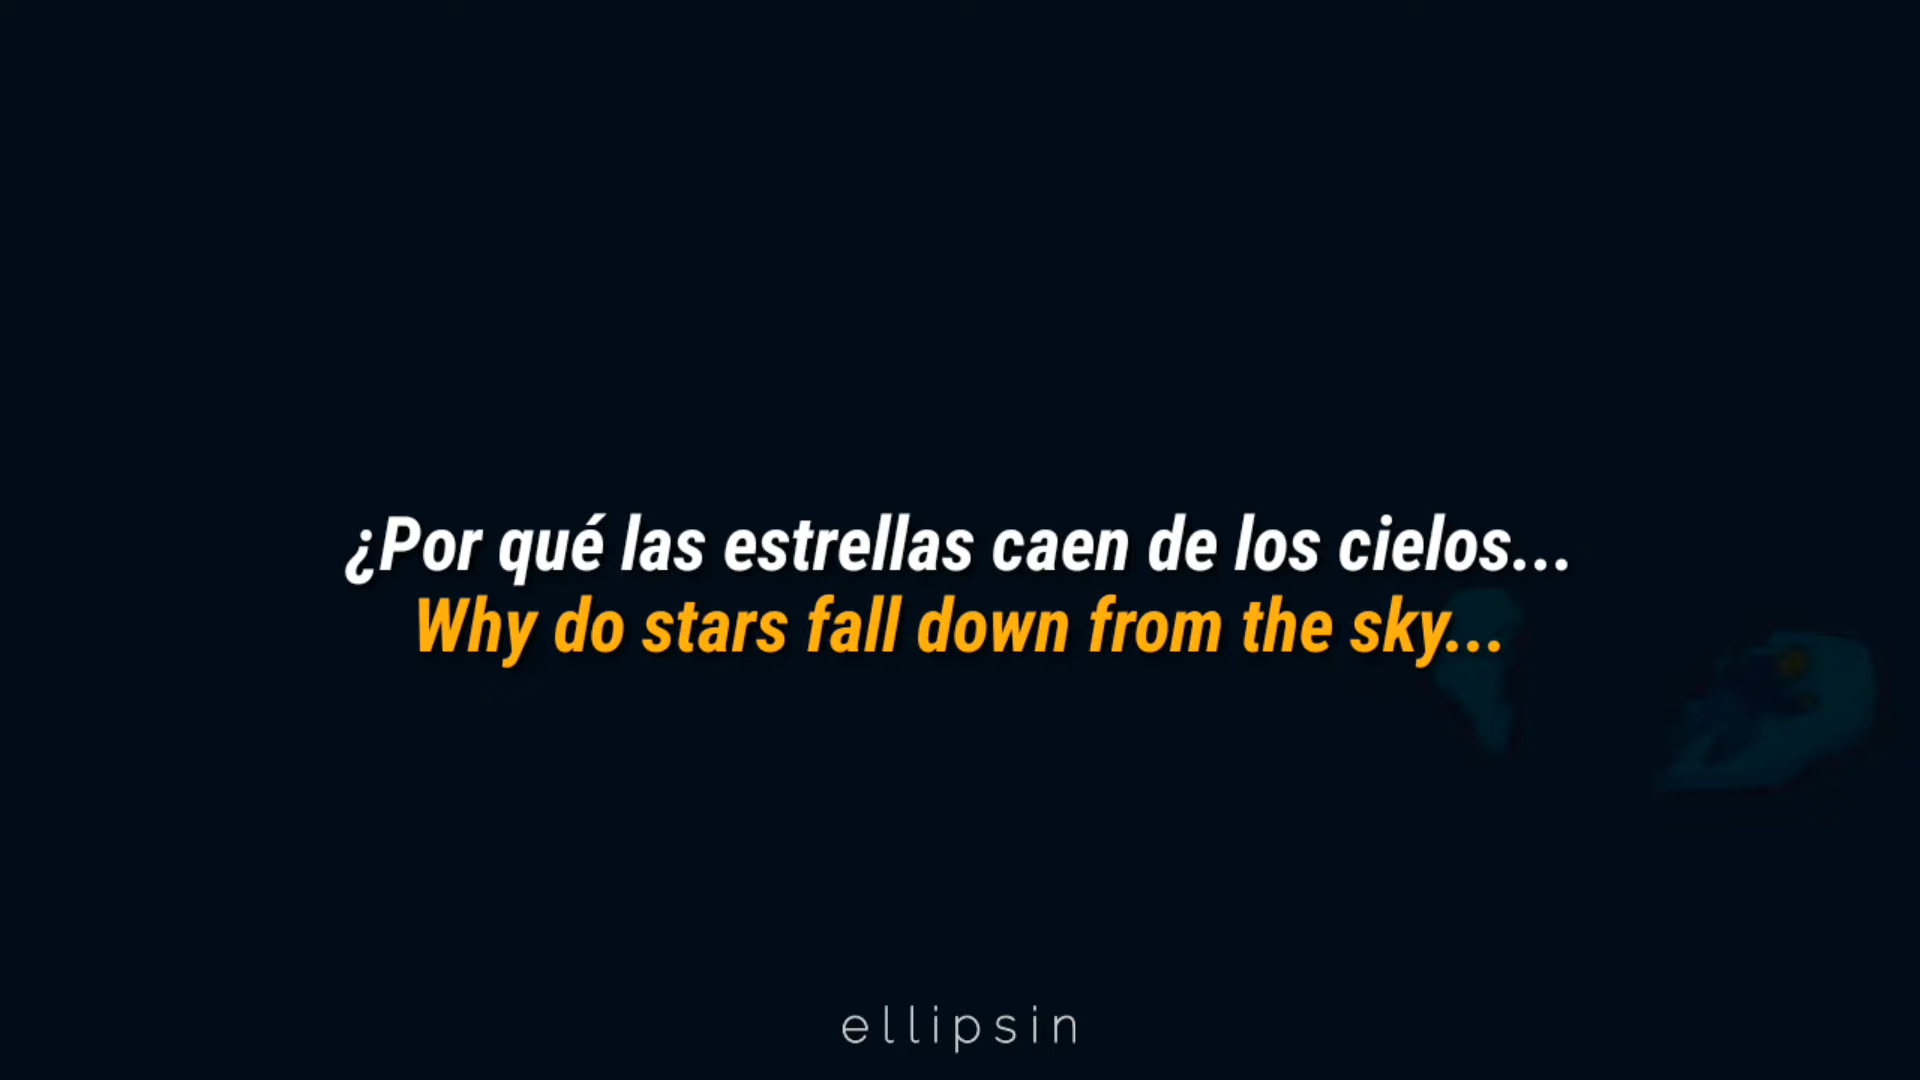 ¿Por qué las estrellas caen de los cielos...
Why do stars fall down from the sky...
ellipsin